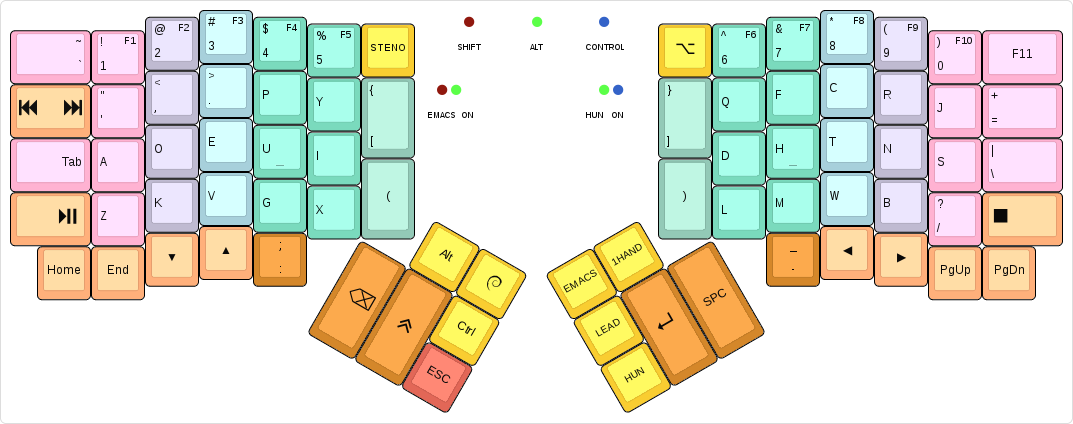 ~ ! F1 @ F2 # F3 $ F4 % F5 STENO
` 1 2 3 4 5
SHIFT ALT CONTROL
⌥ ^ F6 & F7 * F8 ( F9 ) F10 F11
6 7 8 9 0
⏮ ⏭ " < > P Y {
' , . [
EMACS ON HUN ON
} Q F C R J +
] =
Tab A O E U _ I
D H _ T N S |
\
⏯ Z K V G X (
) L M W B ? ■
/
Home End ▼ ▲ ;
:
–
. ◀ ▶ PgUp PgDn
Alt
Ctrl
ESC
EMACS 1HAND
LEAD ↵ SPC
HUN